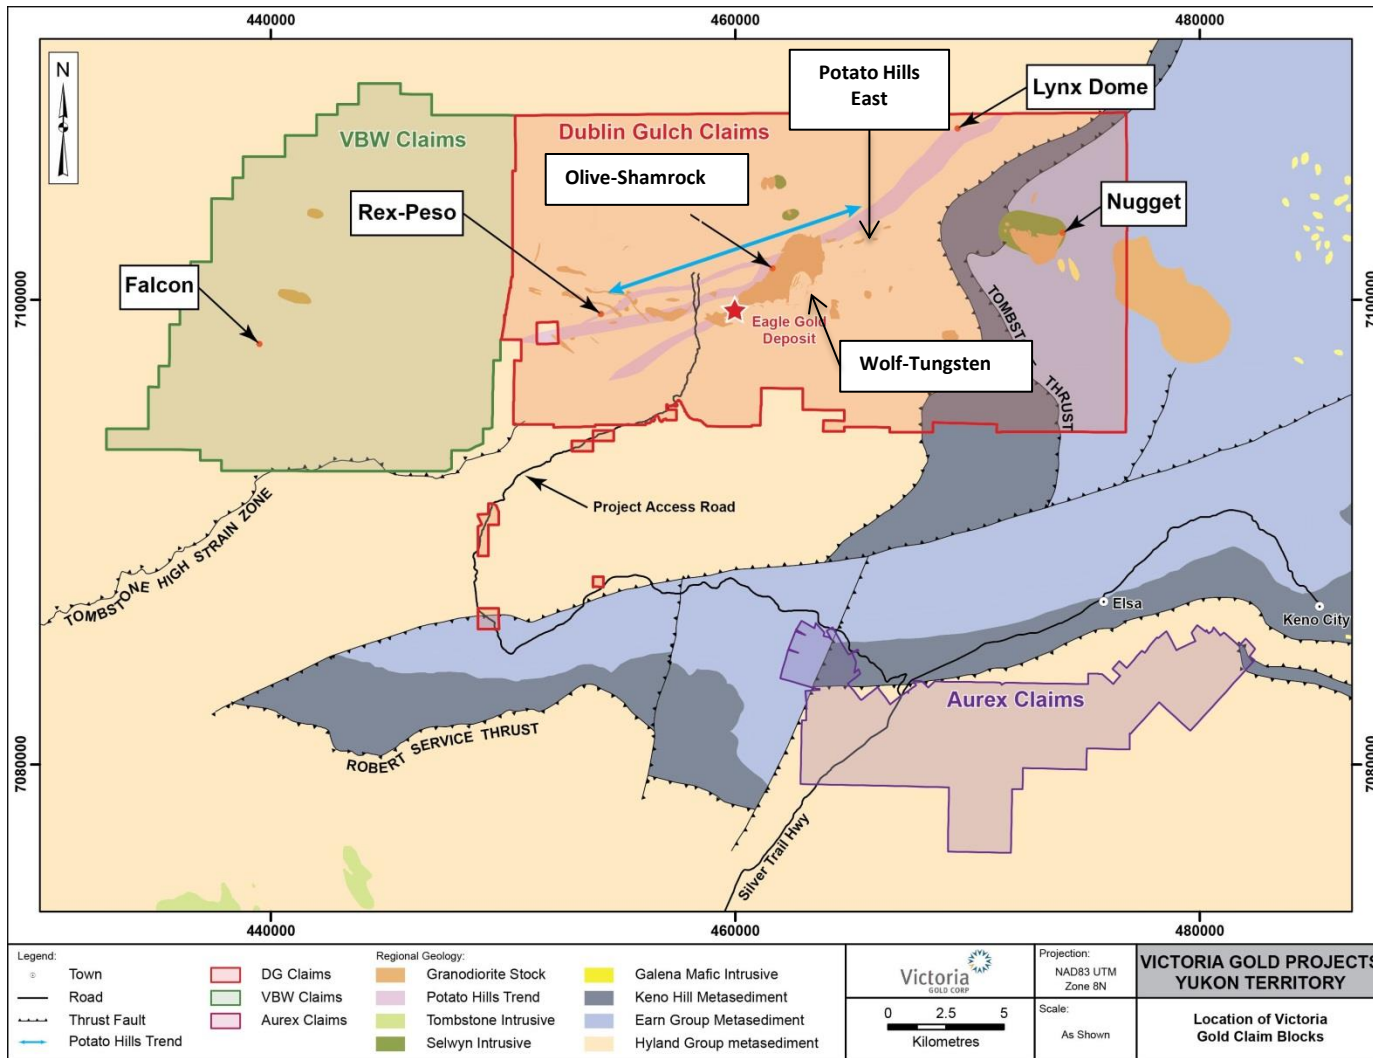 440000
460000
480000
N
Potato Hills
East
Lynx Dome
VBW Claims
Dublin Gulch Claims
Olive-Shamrock
Rex-Peso
Nugget
Falcon
7100000
7100000
Eagle Gold
Deposit
TOMBST
THRUST
Wolf-Tungsten
Project Access Road
TOMBSTONE HIGH STRAIN ZONE
Elsa
Keno City
Aurex Claims
ROBERT SERVICE THRUST
7080000
7080000
Silver Trail Hwy
440000
460000
480000
Legend:
Town
Road
Thrust Fault
Potato Hills Trend
DG Claims
VBW Claims
Aurex Claims
Regional Geology:
Granodiorite Stock
Potato Hills Trend
Tombstone Intrusive
Selwyn Intrusive
Galena Mafic Intrusive
Keno Hill Metasediment
Earn Group Metasediment
Hyland Group metasediment
Victoria
GOLD CORP
0 2.5 5
Kilometres
Projection:
NAD83 UTM
Zone 8N
Scale:
As Shown
VICTORIA GOLD PROJECTS
YUKON TERRITORY
Location of Victoria
Gold Claim Blocks